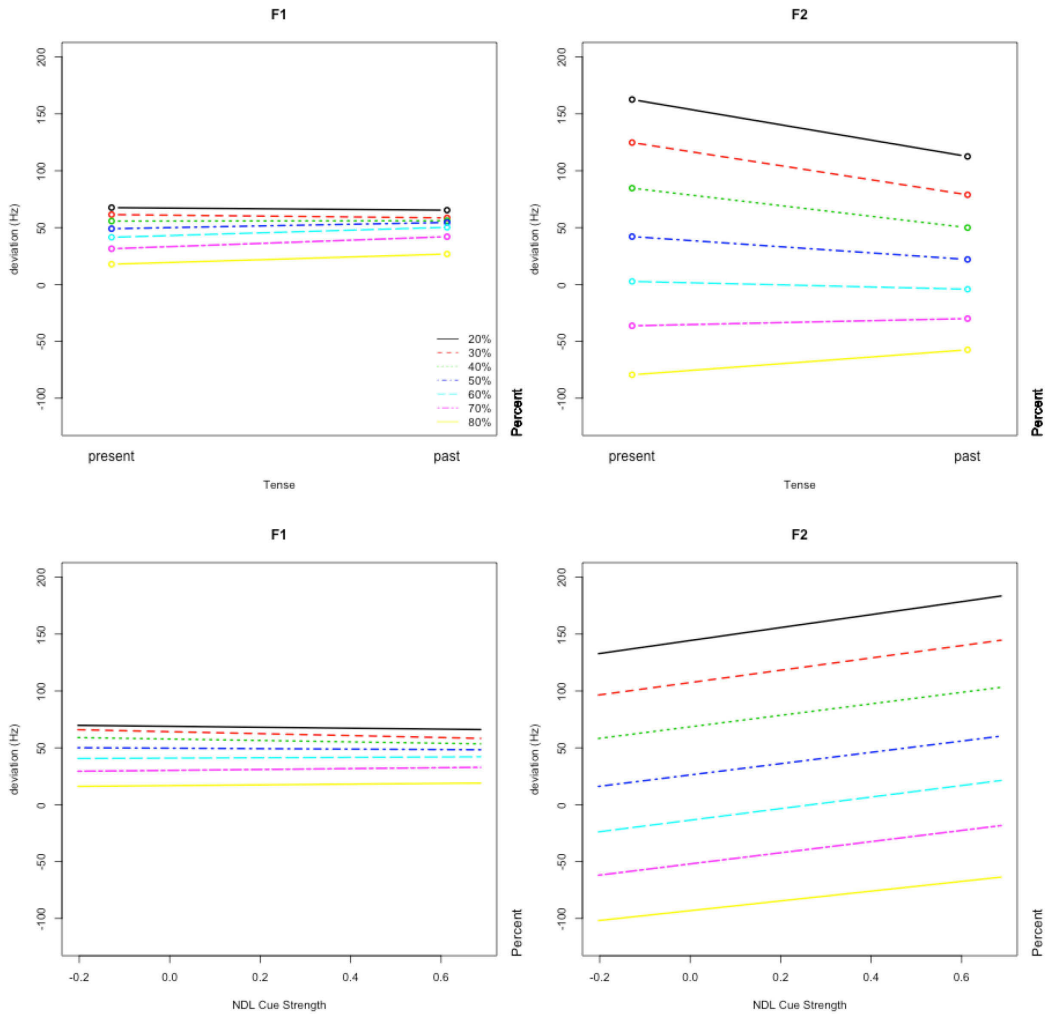 F1
200
150
100
50
0
-50
-100
deviation (Hz)
20%
30%
40%
50%
60%
70%
80%
Percent
present
past
Tense
F2
200
150
100
50
0
-50
-100
deviation (Hz)
Percent
present
past
Tense
F1
200
150
100
50
0
-50
-100
deviation (Hz)
Percent
-0.2 0.0 0.2 0.4 0.6
NDL Cue Strength
F2
200
150
100
50
0
-50
-100
deviation (Hz)
Percent
-0.2 0.0 0.2 0.4 0.6
NDL Cue Strength